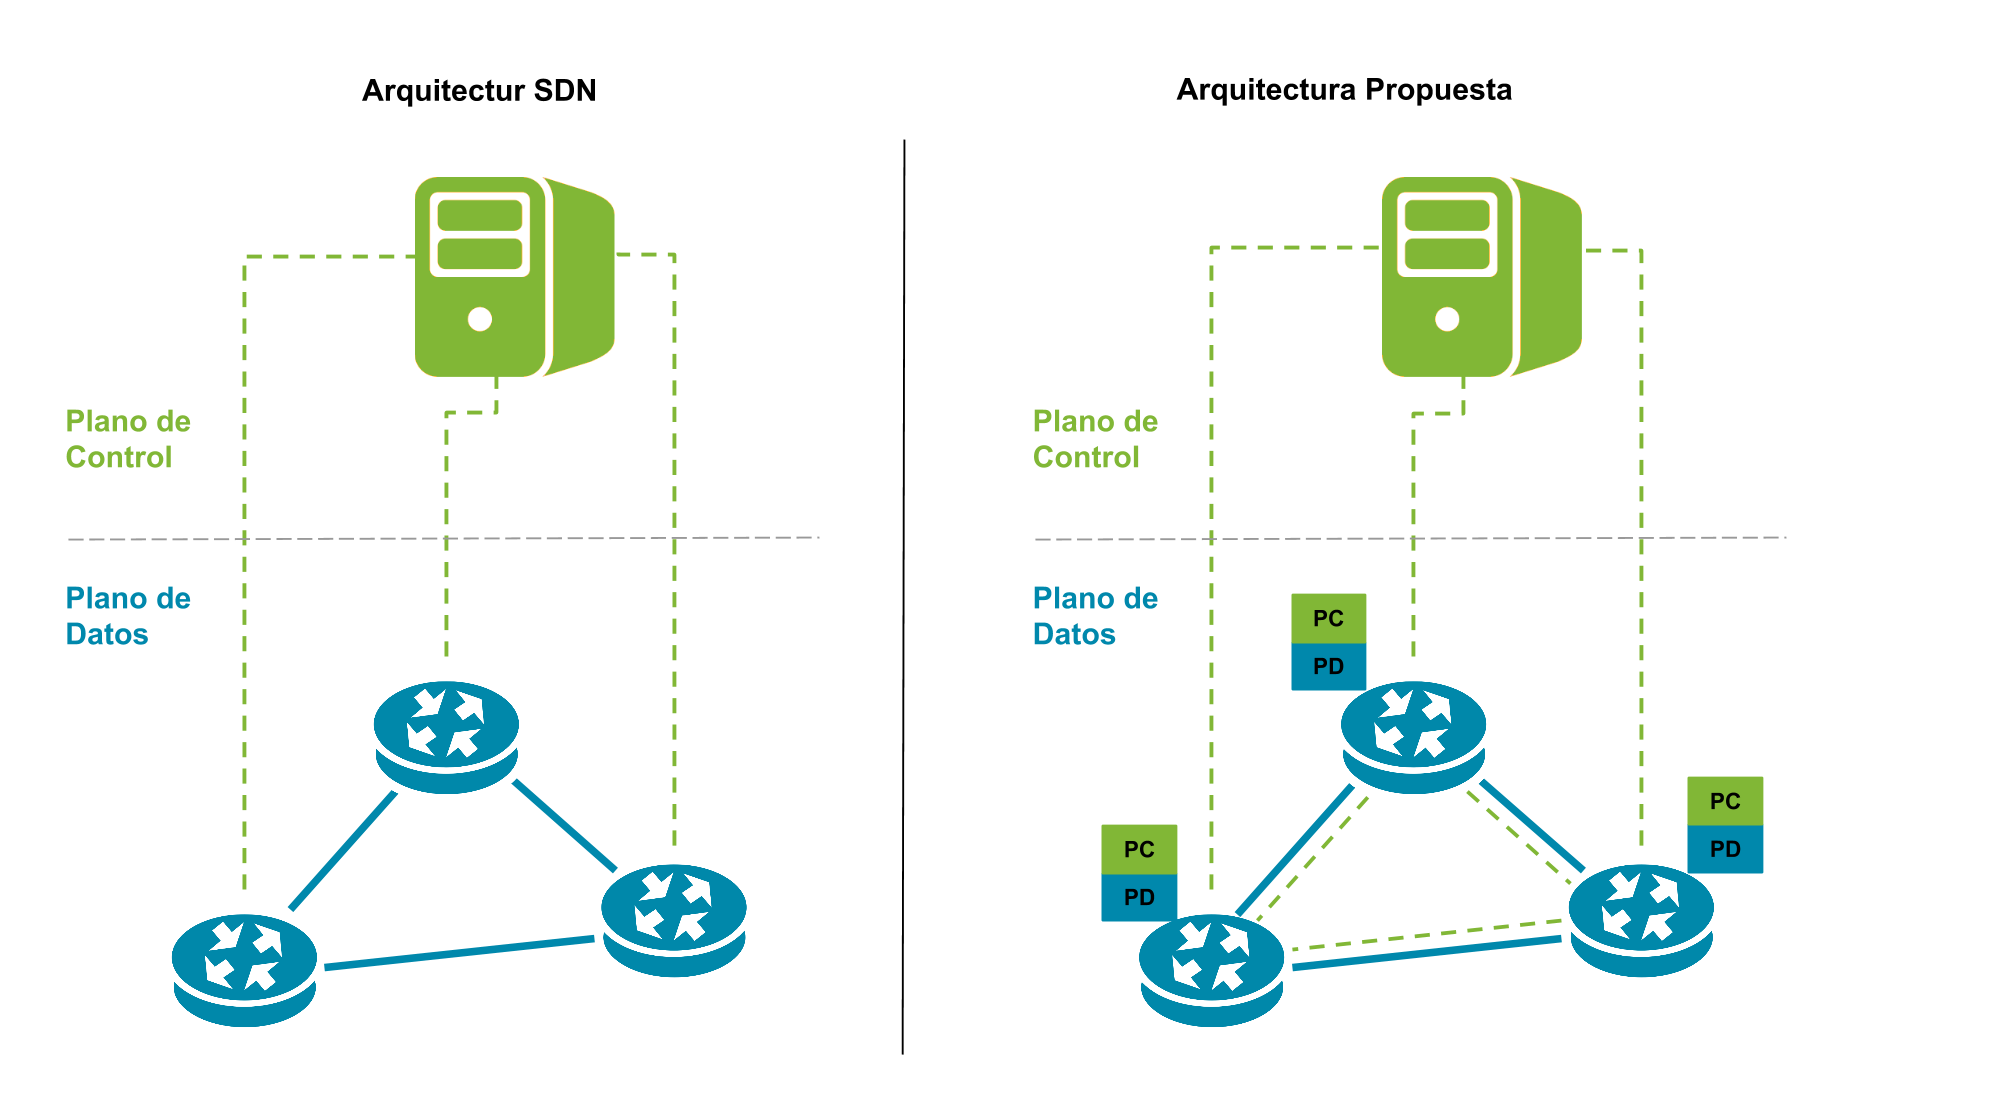 Arquitectur SDN
Plano de
Control
Plano de
Datos
Arquitectura Propuesta
Plano de
Control
Plano de
Datos
PC
PD
PC
PD
PC
PD